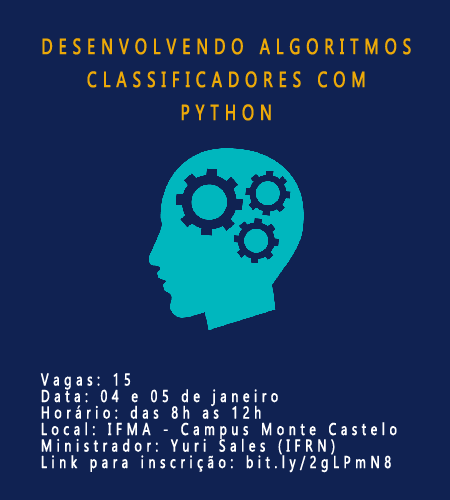 DESENVOLVENDO ALGORITMOS
CLASSIFICADORES COM
PYTHON
Vagas: 15
Data: 04 e 05 de janeiro
Horário: das 8h as 12h
Local: IFMA - Campus Monte Castelo
Ministrador: Yuri Sales (IFRN)
Link para inscrição: bit.ly/2gLPmN8